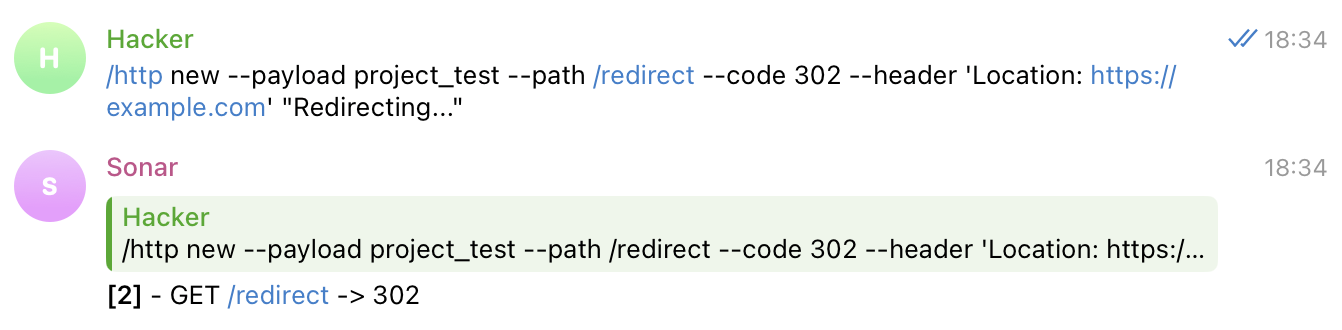 H
Hacker
18:34
/http new --payload project_test --path /redirect --code 302 --header 'Location: https://
example.com' "Redirecting..."
S
Sonar
18:34
Hacker
/http new --payload project_test --path /redirect --code 302 --header 'Location: https:/...
[2] - GET /redirect -> 302